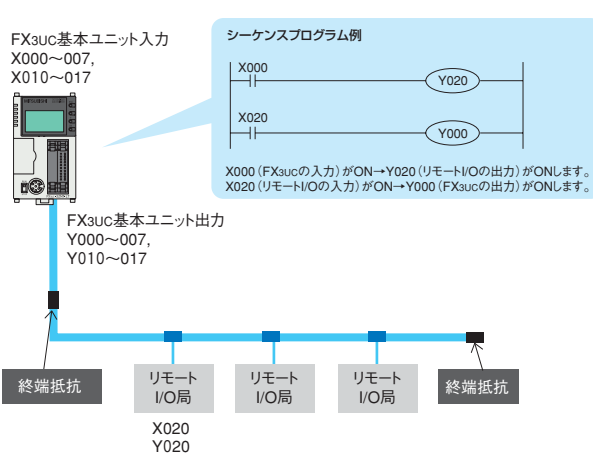 FX3UC基本ユニット入力
X000～007,
X010～017
シーケンスプログラム例
X000
Y020
X020
Y000
X000（FX3UCの入力）がON→Y020（リモートI/Oの出力）がONします。
X020（リモートI/Oの入力）がON→Y000（FX3UCの出力）がONします。
FX3UC基本ユニット出力
Y000～007,
Y010～017
終端抵抗
リモート
I/O局
リモート
I/O局
リモート
I/O局
終端抵抗
X020
Y020